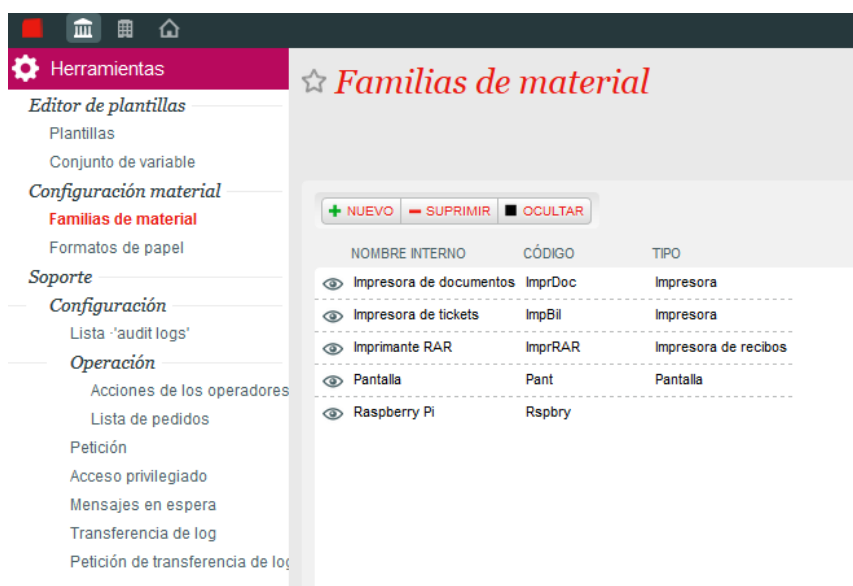 Herramientas
Editor de plantillas
Plantillas
Conjunto de variable
Configuración material
Familias de material
Formatos de papel
Soporte
Configuración
Lista -'audit logs'
Operación
Acciones de los operadores
Lista de pedidos
Petición
Acceso privilegiado
Mensajes en espera
Transferencia de log
Petición de transferencia de log
Familias de material
NUEVO SUPRIMIR OCULTAR
NOMBRE INTERNO CÓDIGO TIPO
Impresora de documentos ImprDoc Impresora
Impresora de tickets ImpBil Impresora
Imprimante RAR ImprRAR Impresora de recibos
Pantalla Pant Pantalla
Raspberry Pi Rspbry